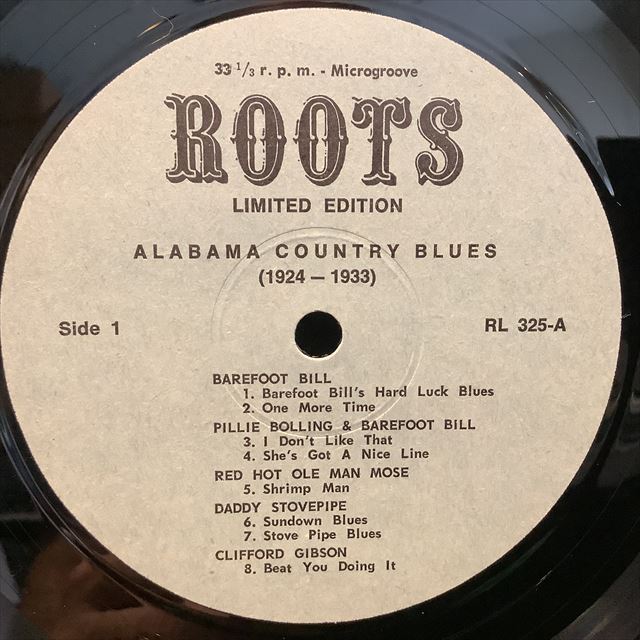 33 1/3 r. p. m. - Microgroove
ROOTS
LIMITED EDITION
ALABAMA COUNTRY BLUES
(1924 — 1933)
Side 1
RL 325-A
BAREFOOT BILL
1. Barefoot Bill's Hard Luck Blues
2. One More Time
PILLIE BOLLING & BAREFOOT BILL
3. I Don't Like That
4. She's Got A Nice Line
RED HOT OLE MAN MOSE
5. Shrimp Man
DADDY STOVEPIPE
6. Sundown Blues
7. Stove Pipe Blues
CLIFFORD GIBSON
8. Beat You Doing It